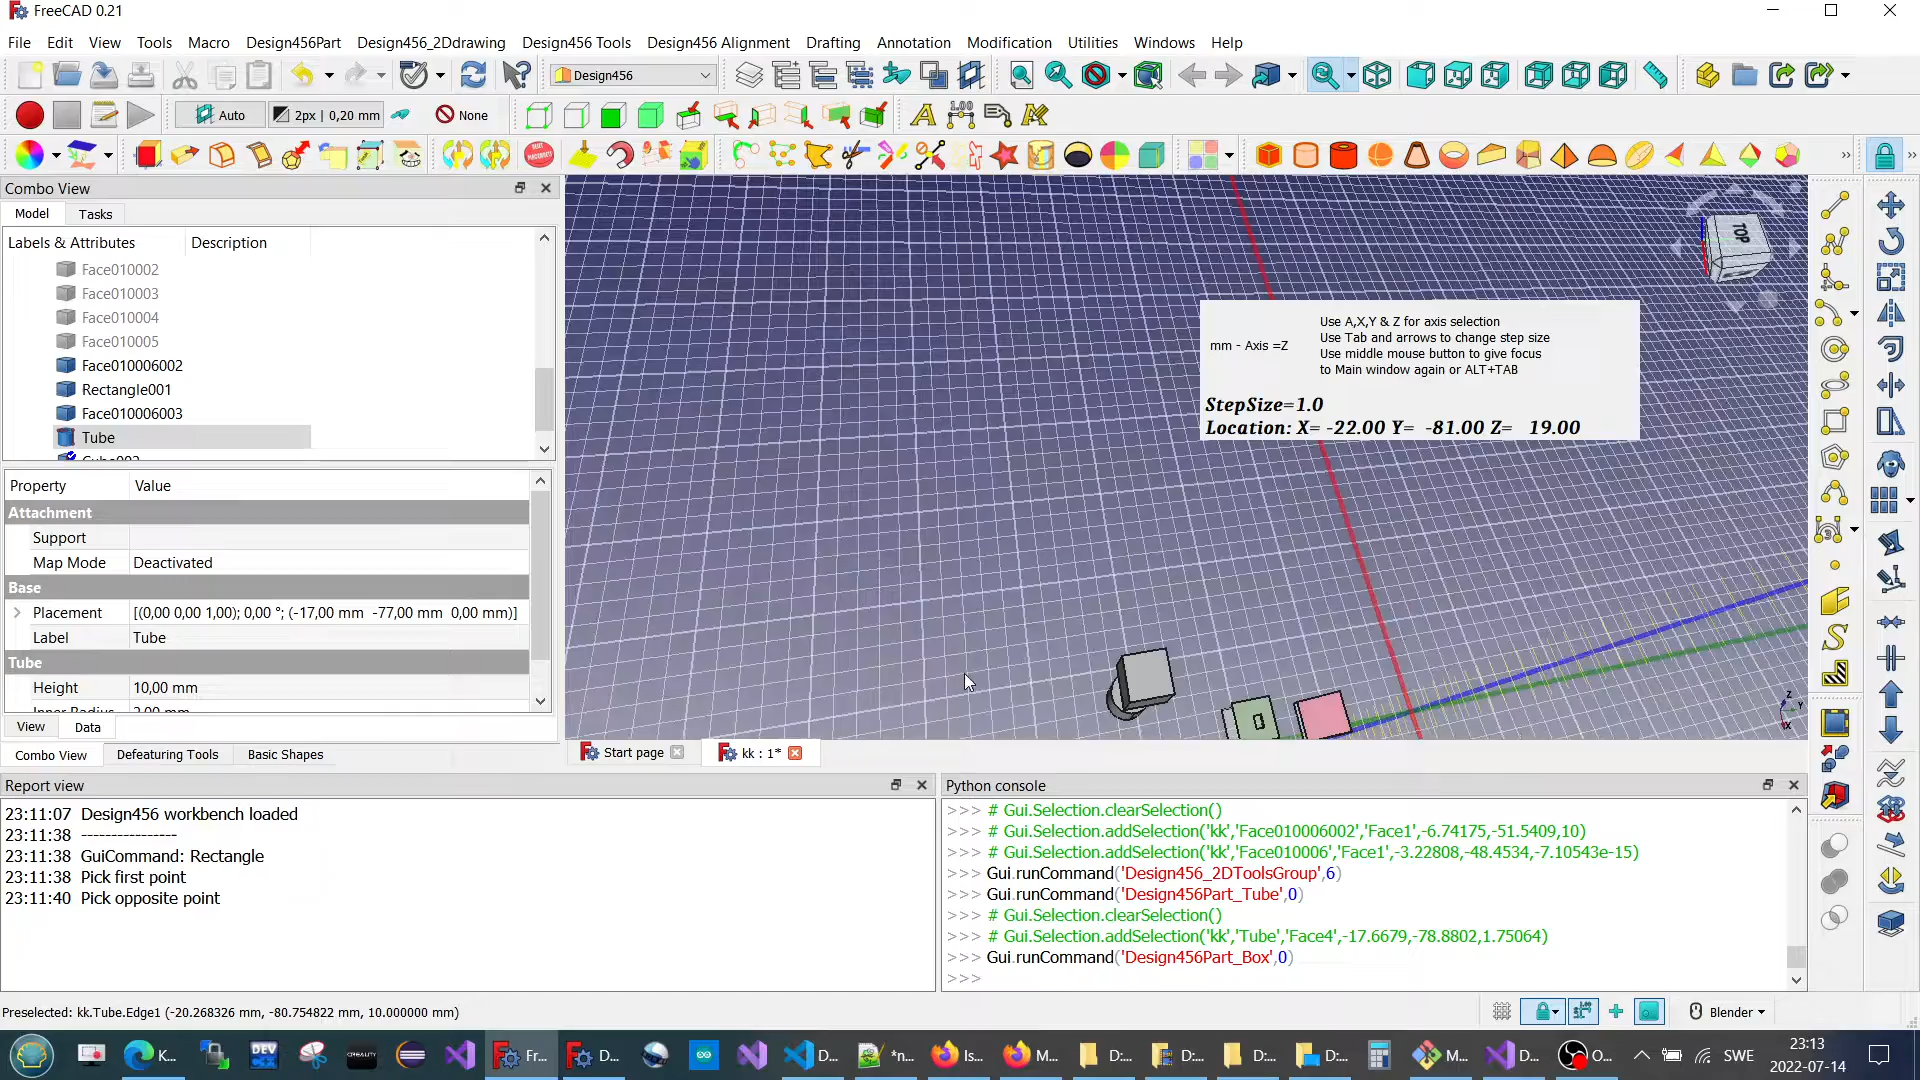 FreeCAD 0.21
File Edit View Tools Macro Design456Part Design456_2Ddrawing Design456 Tools Design456 Alignment Drafting Annotation Modification Utilities Windows Help
Design456
Auto 2px | 0,20 mm None
Combo View
Model Tasks
Labels & Attributes Description
Face010002
Face010003
Face010004
Face010005
Face010006002
Rectangle001
Face010006003
Tube
Property Value
Attachment
Support
Map Mode Deactivated
Base
Placement [(0,00 0,00 1,00); 0,00 °; (-17,00 mm -77,00 mm 0,00 mm)]
Label Tube
Tube
Height 10,00 mm
View Data
Combo View Defeaturing Tools Basic Shapes
TOP
mm - Axis =Z
Use A,X,Y & Z for axis selection
Use Tab and arrows to change step size
Use middle mouse button to give focus
to Main window again or ALT+TAB
StepSize=1.0
Location: X= -22.00 Y= -81.00 Z= 19.00
Start page kk : 1*
Report view
23:11:07 Design456 workbench loaded
23:11:38 ----------------
23:11:38 GuiCommand: Rectangle
23:11:38 Pick first point
23:11:40 Pick opposite point
Python console
>>> # Gui.Selection.clearSelection()
>>> # Gui.Selection.addSelection('kk','Face010006002','Face1',-6.74175,-51.5409,10)
>>> # Gui.Selection.addSelection('kk','Face010006','Face1',-3.22808,-48.4534,-7.10543e-15)
>>> Gui.runCommand('Design456_2DToolsGroup',6)
>>> Gui.runCommand('Design456Part_Tube',0)
>>> # Gui.Selection.clearSelection()
>>> # Gui.Selection.addSelection('kk','Tube','Face4',-17.6679,-78.8802,1.75064)
>>> Gui.runCommand('Design456Part_Box',0)
>>>
Preselected: kk.Tube.Edge1 (-20.268326 mm, -80.754822 mm, 10.000000 mm)
Blender
K... DEV Fr... D... D... *n... Is... M... D:... D:... D:... D:... M... D... O... SWE
23:13
2022-07-14